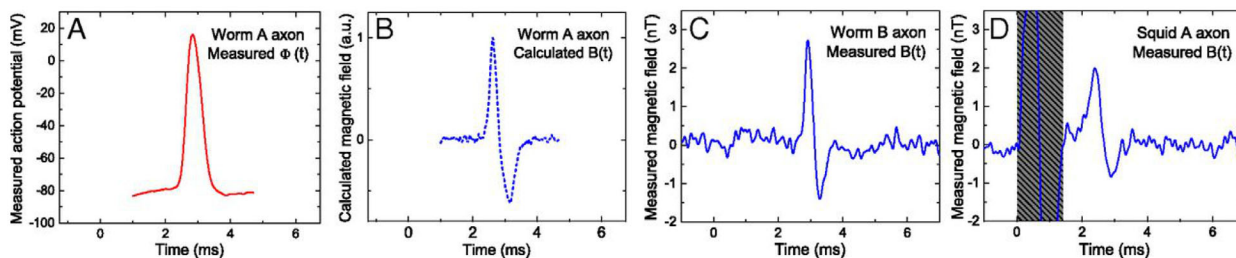 A
Worm A axon
Measured Φ(t)
Measured action potential (mV)
20
0
-20
-40
-60
-80
-100
0 2 4 6
Time (ms)
B
Worm A axon
Calculated B(t)
Calculated magnetic field (a.u.)
1
0
0 2 4 6
Time (ms)
C
Worm B axon
Measured B(t)
Measured magnetic field (nT)
3
2
1
0
-1
-2
0 2 4 6
Time (ms)
D
Squid A axon
Measured B(t)
Measured magnetic field (nT)
3
2
1
0
-1
-2
0 2 4 6
Time (ms)